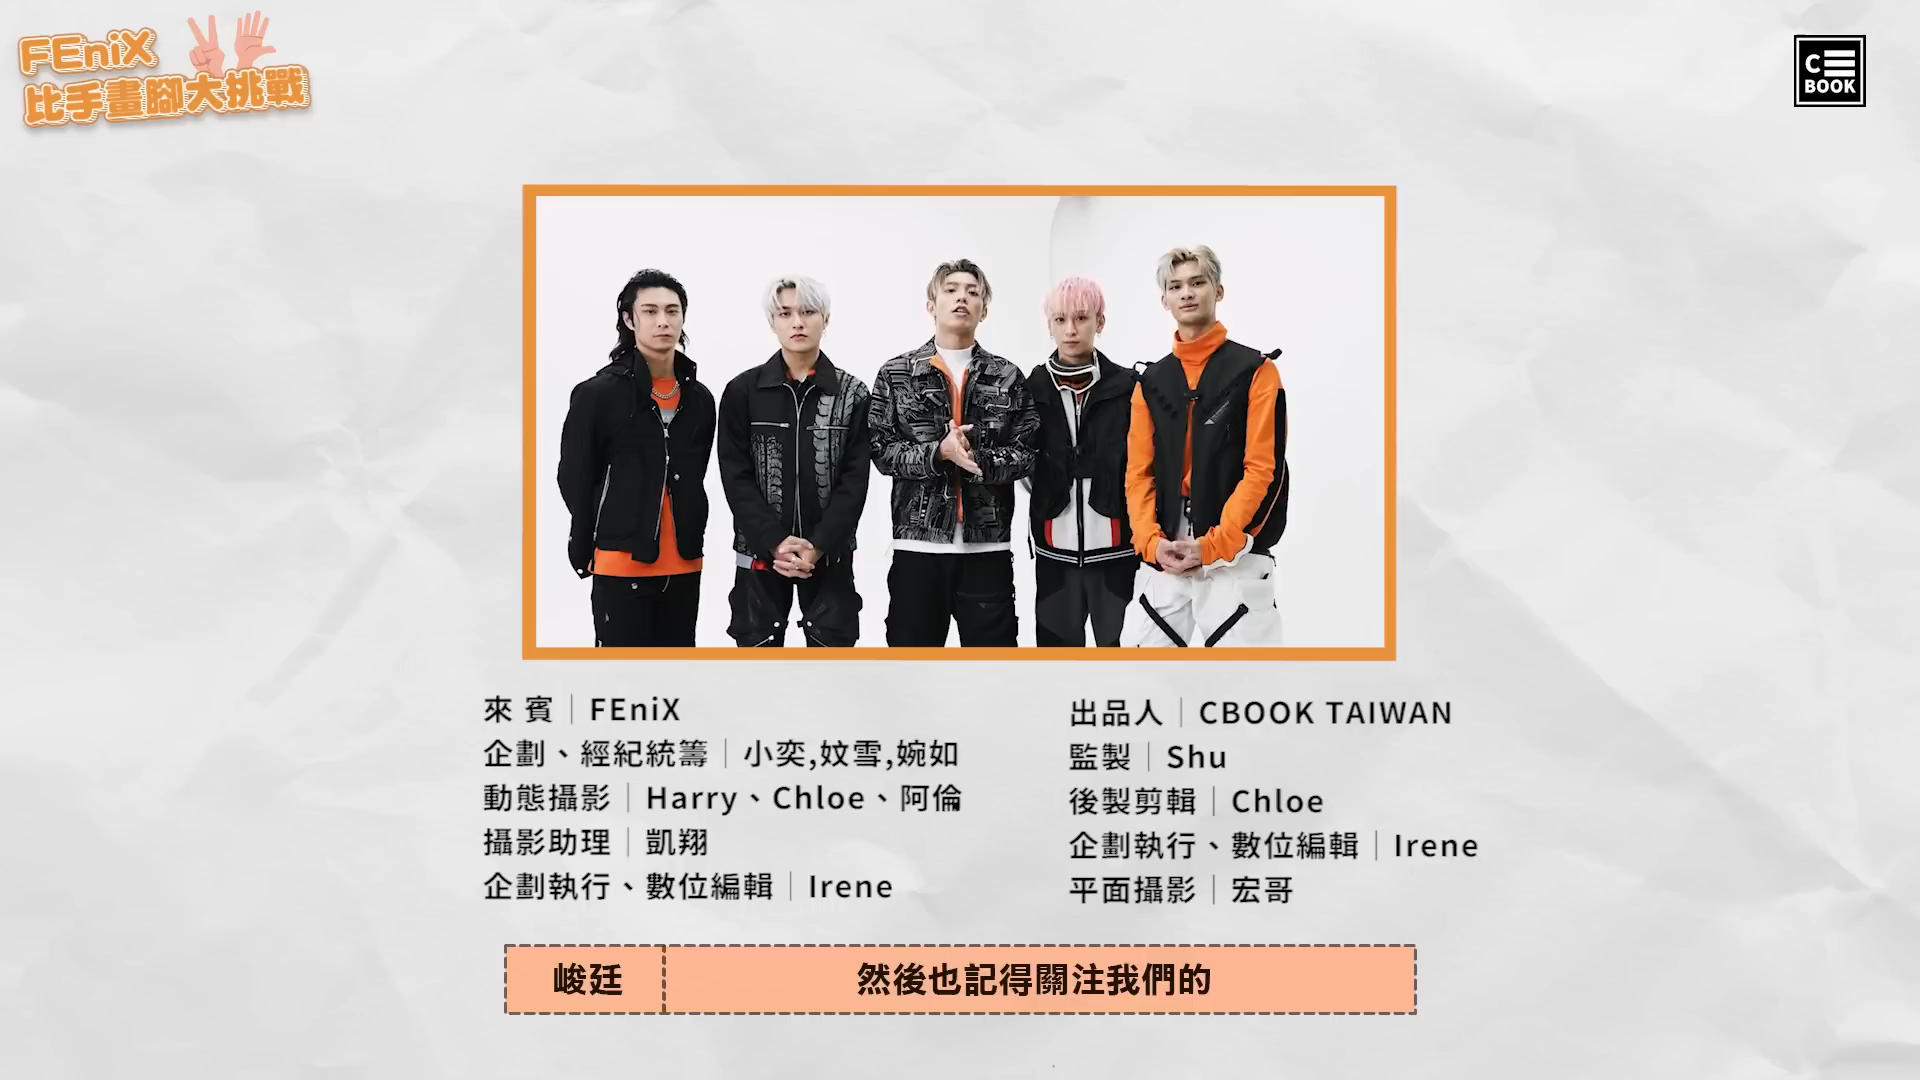 FEniX
比手畫腳大挑戰
C
BOOK
來 賓｜FEniX
企劃、經紀統籌｜小奕,妏雪,婉如
動態攝影｜Harry、Chloe、阿倫
攝影助理｜凱翔
企劃執行、數位編輯｜Irene
出品人｜CBOOK TAIWAN
監製｜Shu
後製剪輯｜Chloe
企劃執行、數位編輯｜Irene
平面攝影｜宏哥
峻廷 然後也記得關注我們的